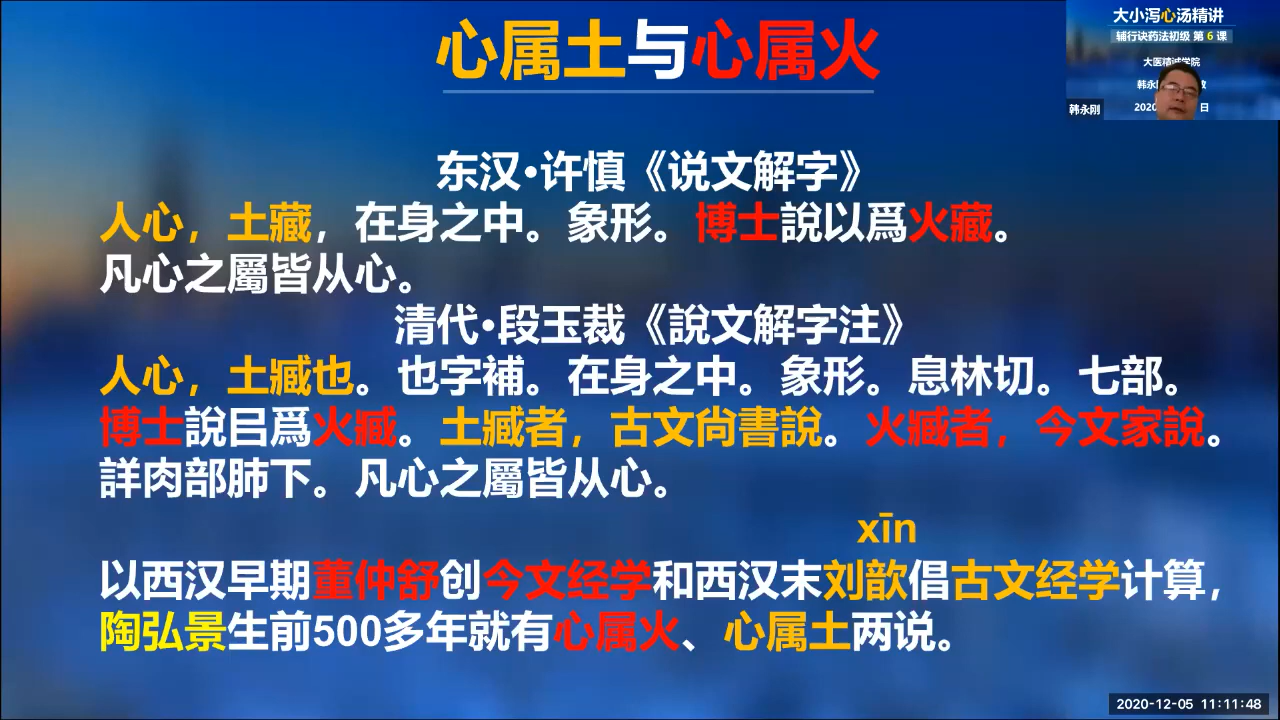 心属土与心属火
大小泻心汤精讲
辅行诀药法初级 第 6 课
大医精诚学院
韩永
2020
日
韩永刚
东汉·许慎《说文解字》
人心，土藏，在身之中。象形。博士說以爲火藏。
凡心之屬皆从心。
清代·段玉裁《說文解字注》
人心，土臧也。也字補。在身之中。象形。息林切。七部。
博士說㠯爲火臧。土臧者，古文尙書說。火臧者，今文家說。
詳肉部肺下。凡心之屬皆从心。
xīn
以西汉早期董仲舒创今文经学和西汉末刘歆倡古文经学计算，
陶弘景生前500多年就有心属火、心属土两说。
2020-12-05 11:11:48